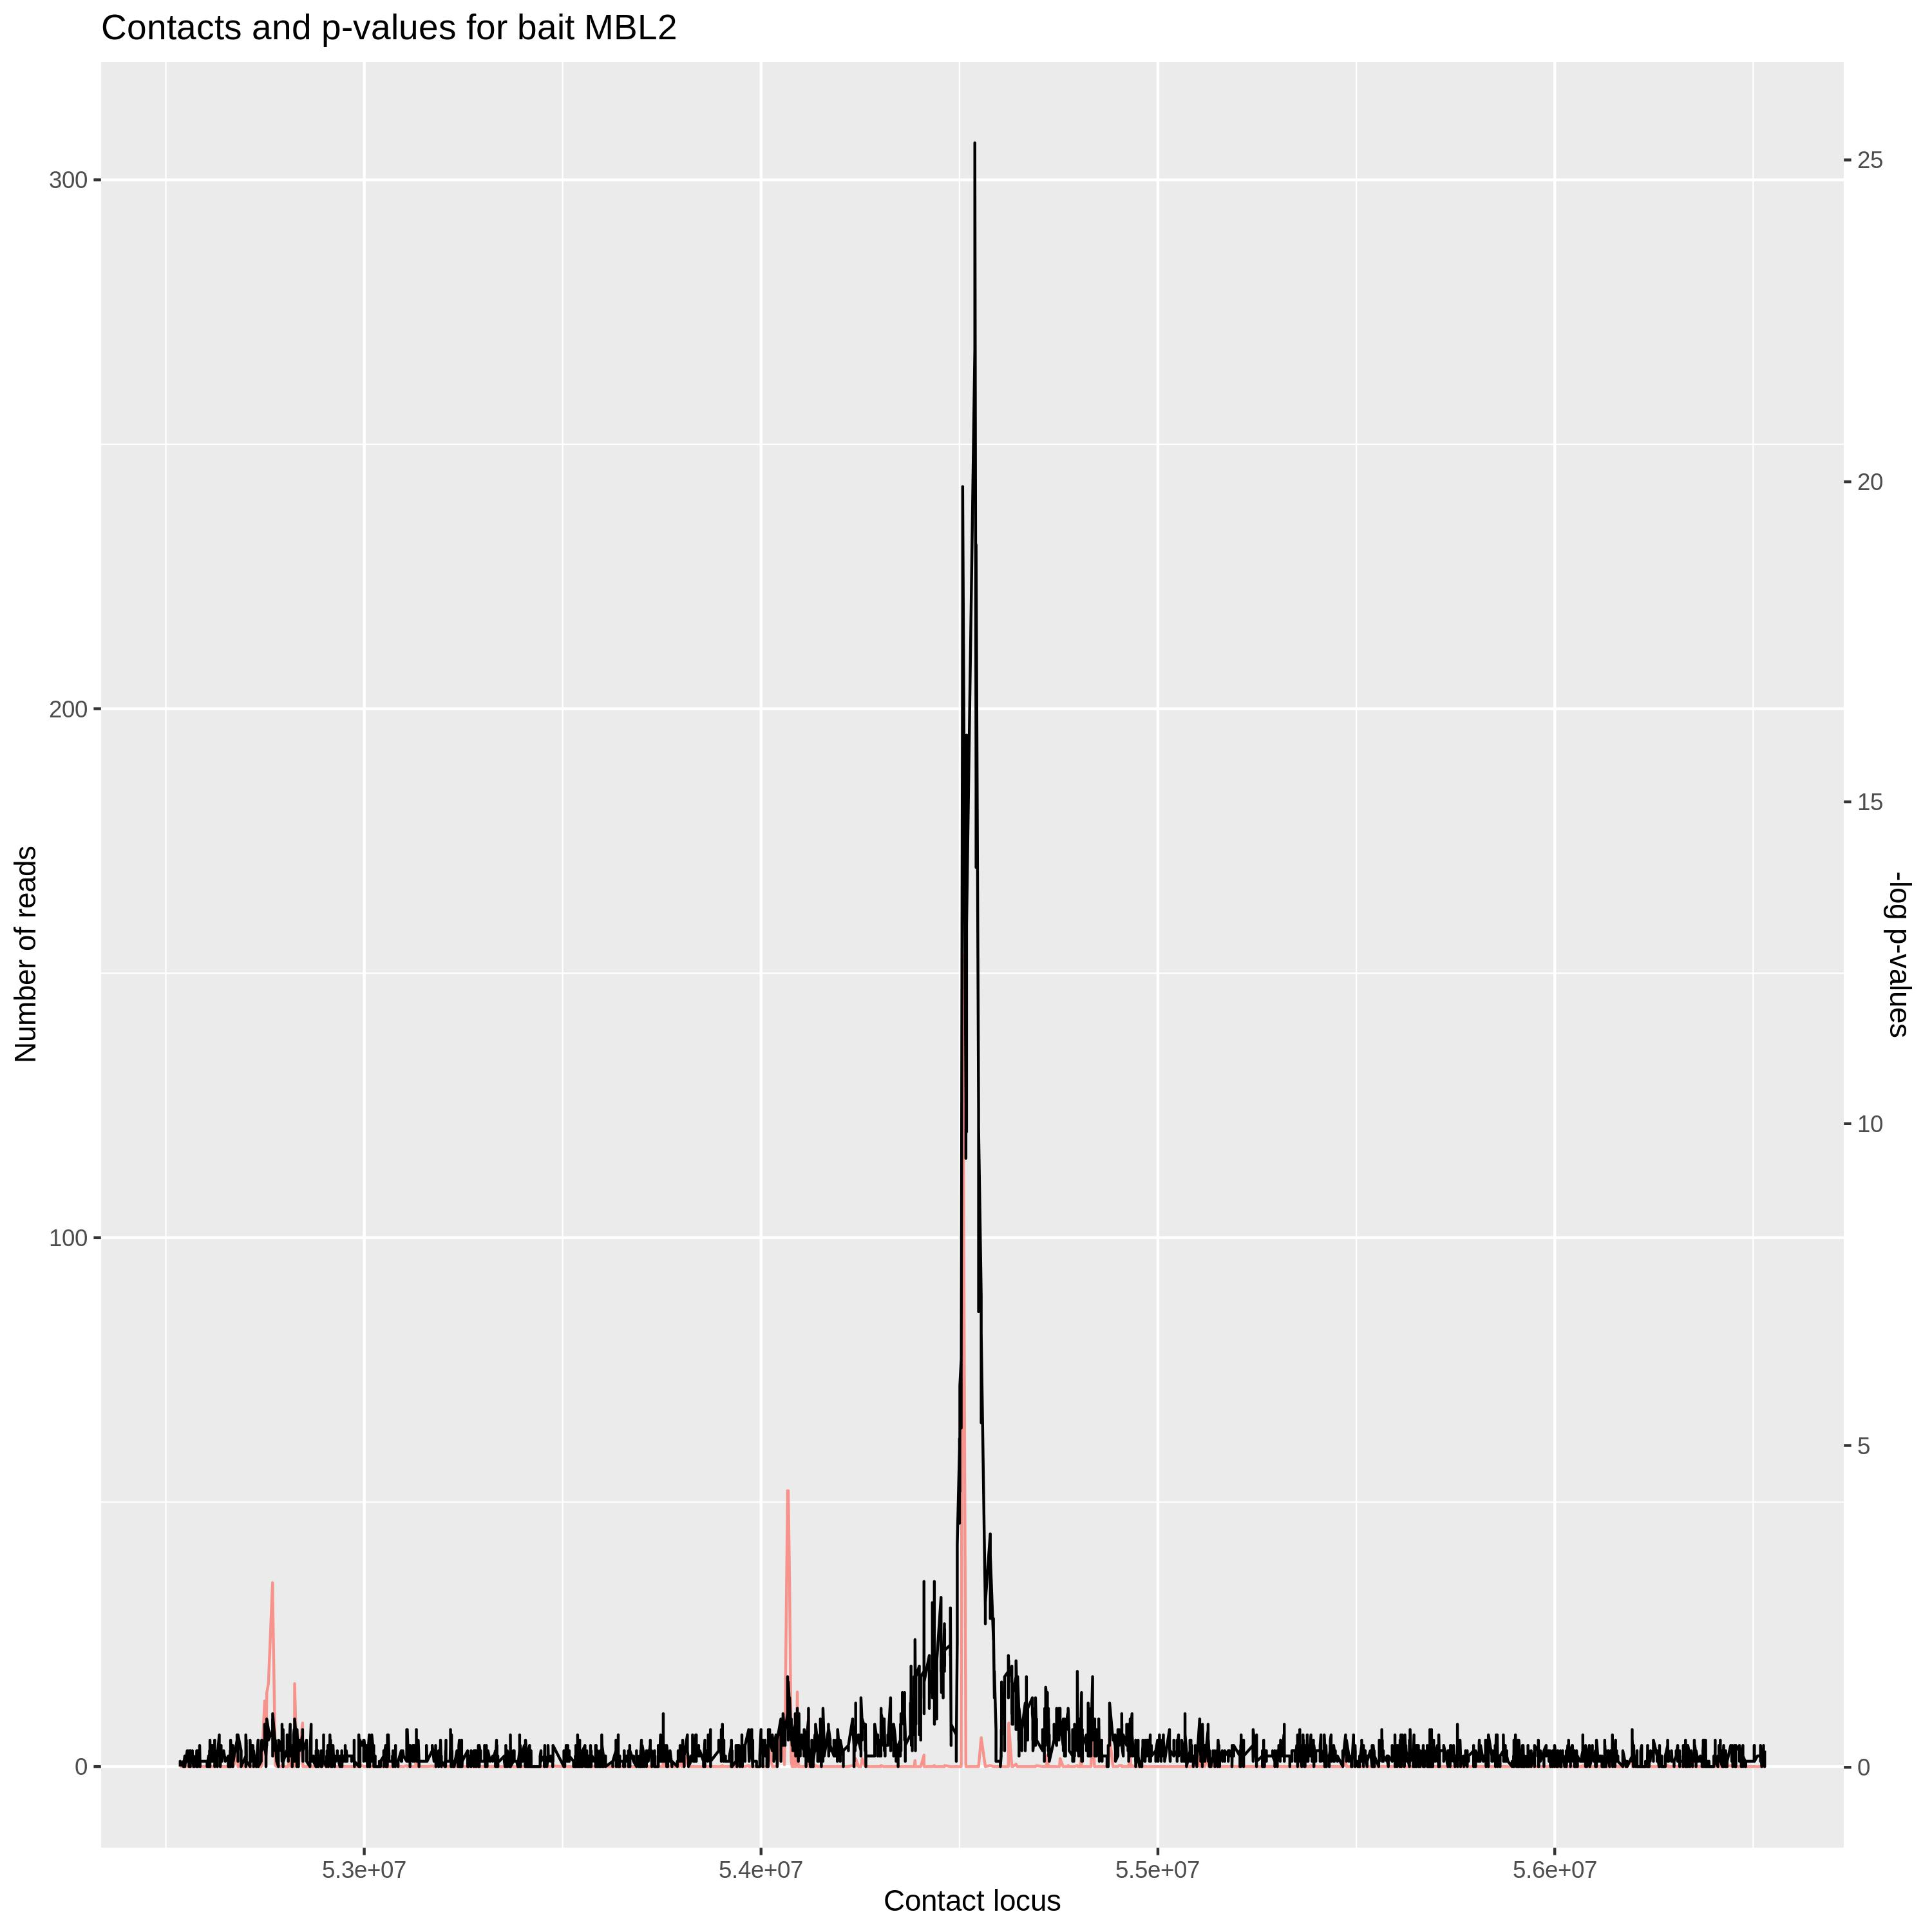 Contacts and p-values for bait MBL2
300
200
100
0
Number of reads
25
20
15
10
5
0
-log p-values
5.3e+07
5.4e+07
5.5e+07
5.6e+07
Contact locus